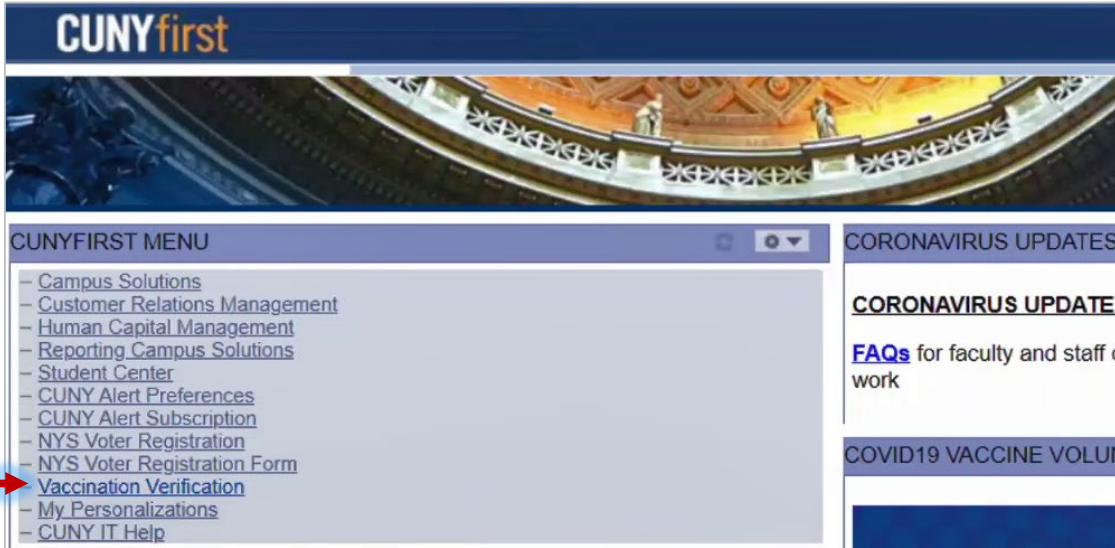 CUNYfirst
CUNYFIRST MENU
– Campus Solutions
– Customer Relations Management
– Human Capital Management
– Reporting Campus Solutions
– Student Center
– CUNY Alert Preferences
– CUNY Alert Subscription
– NYS Voter Registration
– NYS Voter Registration Form
– Vaccination Verification
– My Personalizations
– CUNY IT Help
CORONAVIRUS UPDATES
CORONAVIRUS UPDATE
FAQs for faculty and staff
work
COVID19 VACCINE